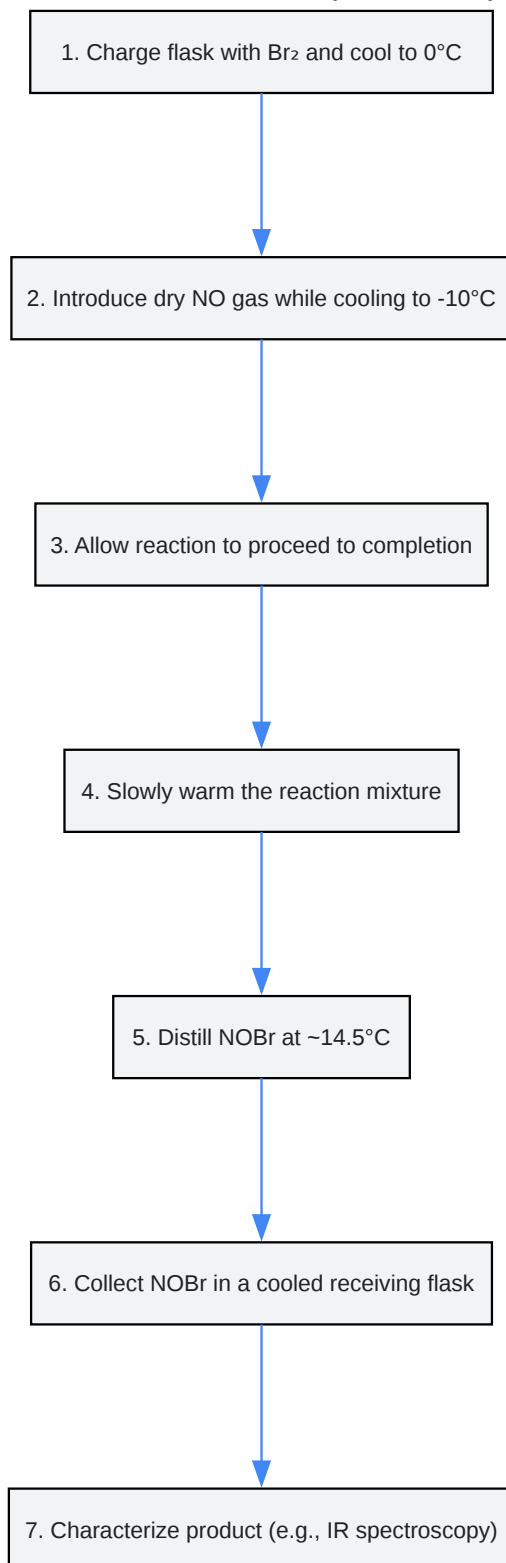 1. Charge flask with Br₂ and cool to 0°C
2. Introduce dry NO gas while cooling to -10°C
3. Allow reaction to proceed to completion
4. Slowly warm the reaction mixture
5. Distill NOBr at ~14.5°C
6. Collect NOBr in a cooled receiving flask
7. Characterize product (e.g., IR spectroscopy)